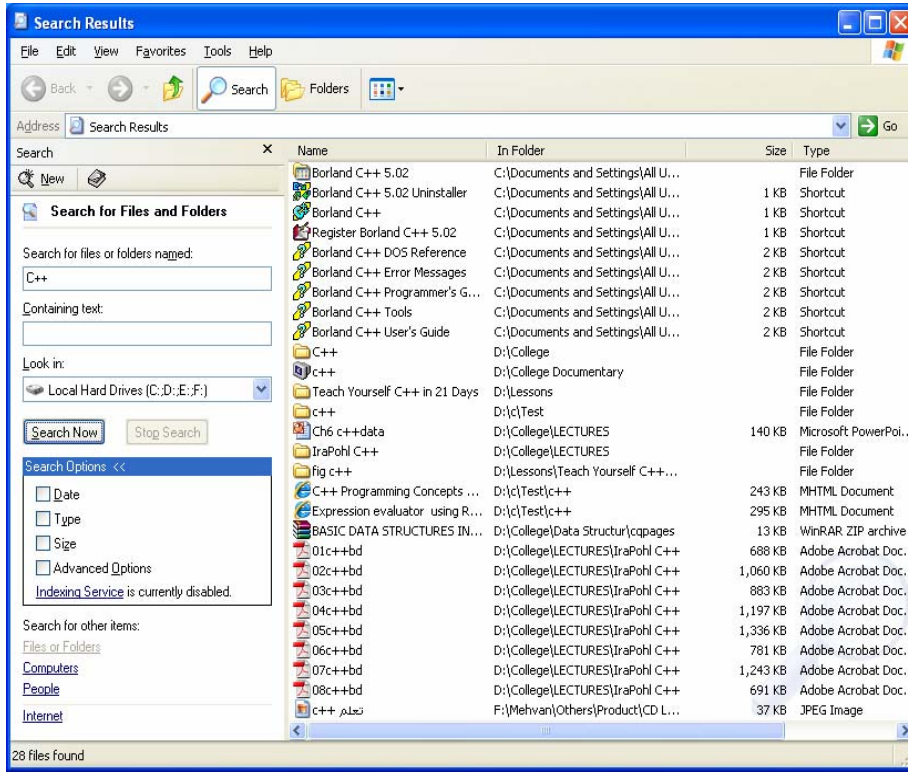 Search Results
File Edit View Favorites Tools Help
Back Search Folders
Address Search Results Go
Search
New
Search for Files and Folders
Search for files or folders named:
C++
Containing text:
Look in:
Local Hard Drives (C:;D:;E:;F:)
Search Now Stop Search
Search Options <<
Date
Type
Size
Advanced Options
Indexing Service is currently disabled.
Search for other items:
Files or Folders
Computers
People
Internet
Name In Folder Size Type
Borland C++ 5.02 C:\Documents and Settings\All U... File Folder
Borland C++ 5.02 Uninstaller C:\Documents and Settings\All U... 1 KB Shortcut
Borland C++ C:\Documents and Settings\All U... 1 KB Shortcut
Register Borland C++ 5.02 C:\Documents and Settings\All U... 1 KB Shortcut
Borland C++ DOS Reference C:\Documents and Settings\All U... 2 KB Shortcut
Borland C++ Error Messages C:\Documents and Settings\All U... 2 KB Shortcut
Borland C++ Programmer's G... C:\Documents and Settings\All U... 2 KB Shortcut
Borland C++ Tools C:\Documents and Settings\All U... 2 KB Shortcut
Borland C++ User's Guide C:\Documents and Settings\All U... 2 KB Shortcut
C++ D:\College File Folder
c++ D:\College Documentary File Folder
Teach Yourself C++ in 21 Days D:\Lessons File Folder
c++ D:\c\Test File Folder
Ch6 c++data D:\College\LECTURES 140 KB Microsoft PowerPoi...
IraPohl C++ D:\College\LECTURES File Folder
fig c++ D:\Lessons\Teach Yourself C++... File Folder
C++ Programming Concepts ... D:\c\Test\c++ 243 KB MHTML Document
Expression evaluator using R... D:\c\Test\c++ 295 KB MHTML Document
BASIC DATA STRUCTURES IN... D:\College\Data Structur\cqpages 13 KB WinRAR ZIP archive
01c++bd D:\College\LECTURES\IraPohl C++ 688 KB Adobe Acrobat Doc.
02c++bd D:\College\LECTURES\IraPohl C++ 1,060 KB Adobe Acrobat Doc.
03c++bd D:\College\LECTURES\IraPohl C++ 883 KB Adobe Acrobat Doc.
04c++bd D:\College\LECTURES\IraPohl C++ 1,197 KB Adobe Acrobat Doc.
05c++bd D:\College\LECTURES\IraPohl C++ 1,336 KB Adobe Acrobat Doc.
06c++bd D:\College\LECTURES\IraPohl C++ 781 KB Adobe Acrobat Doc.
07c++bd D:\College\LECTURES\IraPohl C++ 1,243 KB Adobe Acrobat Doc.
08c++bd D:\College\LECTURES\IraPohl C++ 691 KB Adobe Acrobat Doc.
تعلم c++ F:\Mehvan\Others\Product\CD L... 37 KB JPEG Image
28 files found